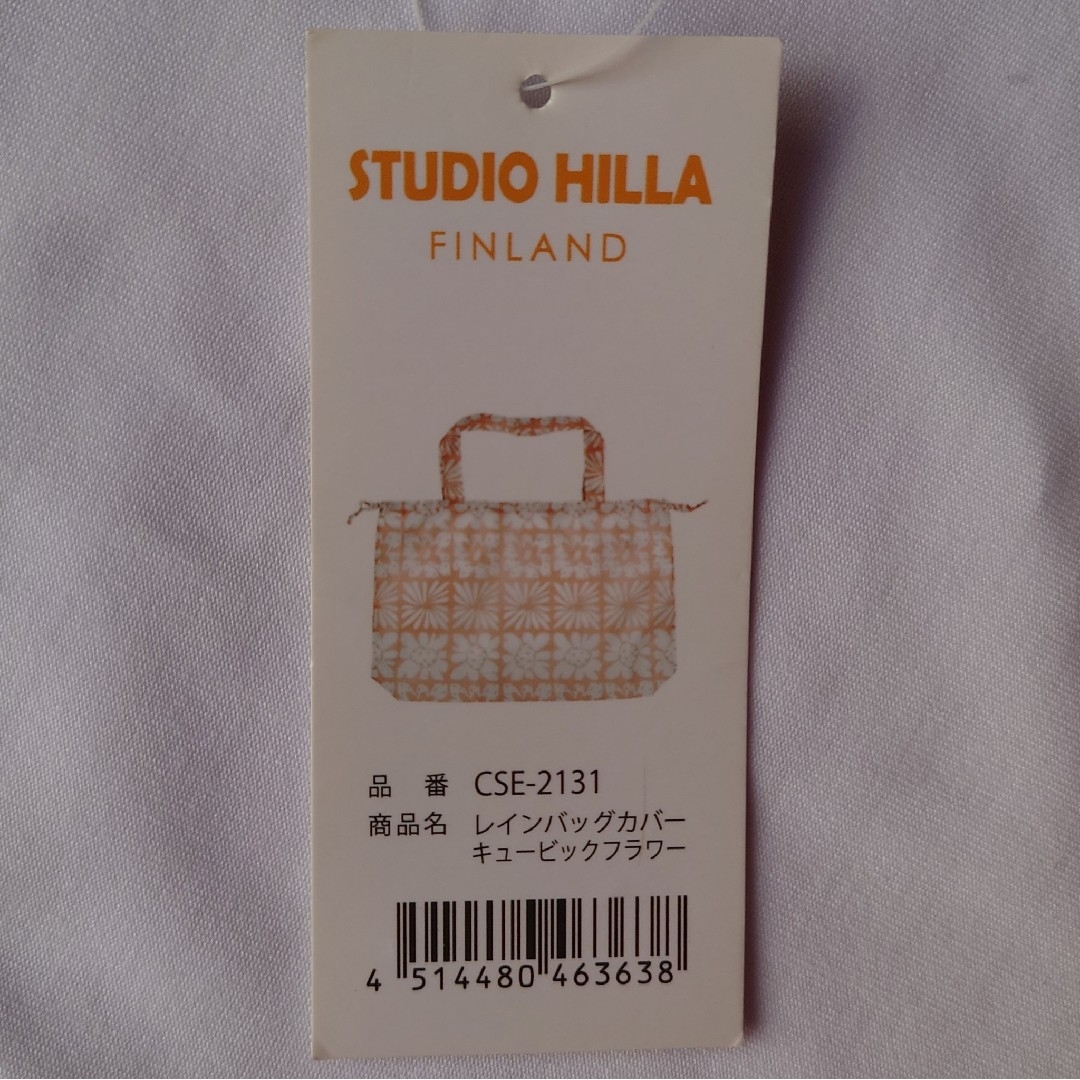 STUDIO HILLA
FINLAND
品 番 CSE-2131
商品名 レインバッグカバー
キュービックフラワー
4 514480 463638